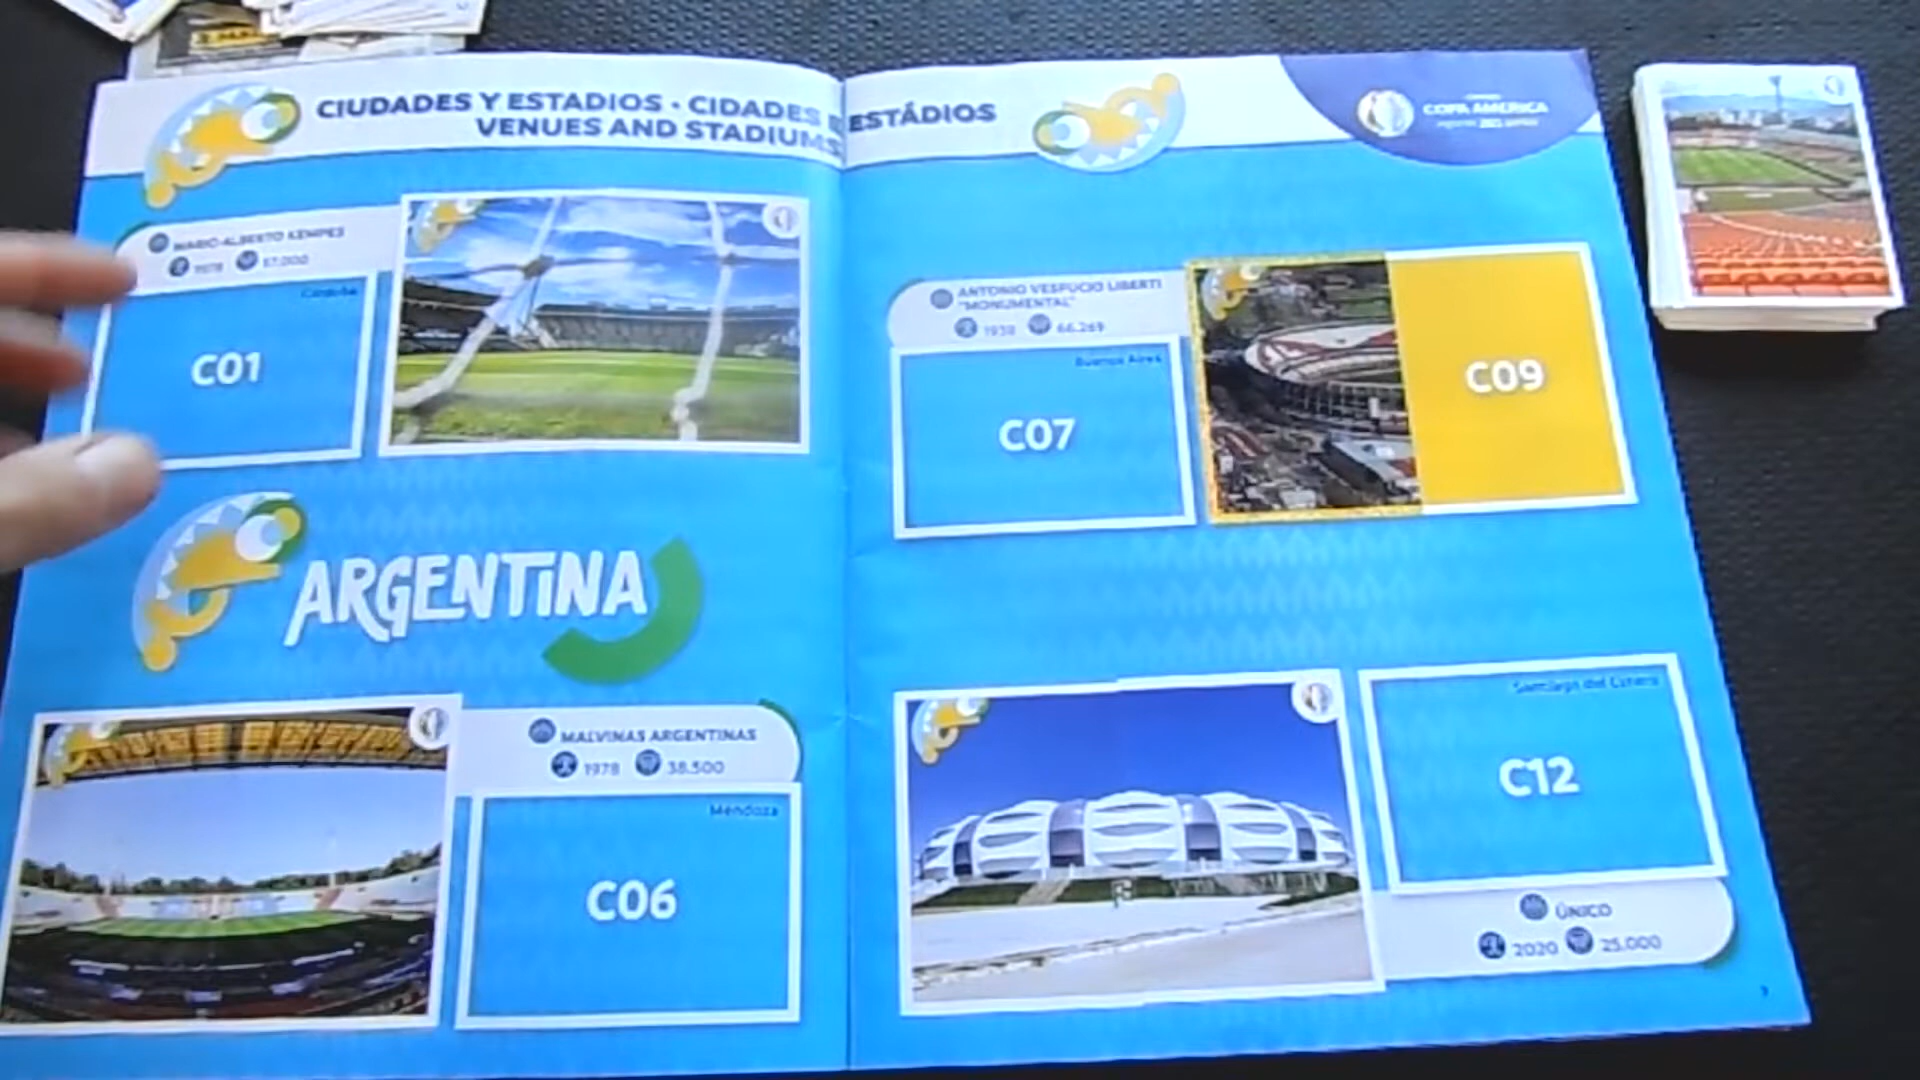 CIUDADES Y ESTADIOS • CIDADES E ESTÁDIOS
VENUES AND STADIUMS
COPA AMERICA
2021
MARIO ALBERTO KEMPES
1978 57.000
Córdoba
C01
ANTONIO VESPUCIO LIBERTI
"MONUMENTAL"
1938 66.269
Buenos Aires
C07
C09
ARGENTINA
MALVINAS ARGENTINAS
1978 38.500
Mendoza
C06
Santiago del Estero
C12
ÚNICO
2020 25.000